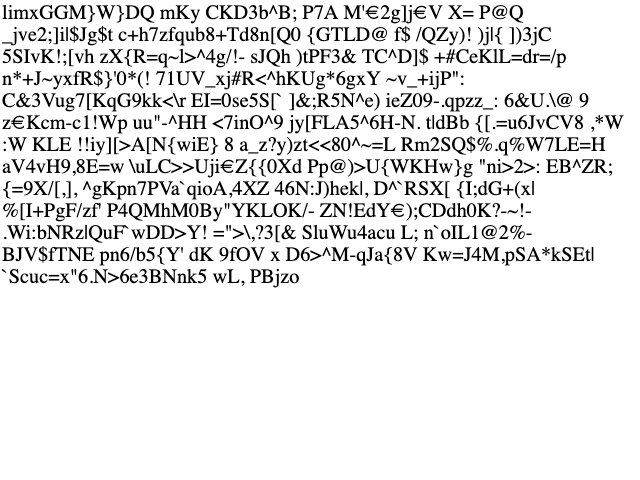 limxGGM}W}DQ mKy CKD3b^B; P7A M'€2g]j€V X= P@Q
_jve2;]il$Jg$t c+h7zfqub8+Td8n[Q0 {GTLD@ f$ /QZy)! )jl{ ])3jC
5SIvK!;[vh zX{R=q~l>^4g/!- sJQh )tPF3& TC^D]$ +#CeKlL=dr=/p
n*+J~yxfR$}'0*(! 71UV_xj#R<^hKUg*6gxY ~v_+ijP":
C&3Vug7[KqG9kk<\r EI=0se5S[` ]&;R5N^e) ieZ09-.qpzz_: 6&U.\@ 9
z€Kcm-c1!Wp uu"-^HH <7inO^9 jy[FLA5^6H-N. tldBb {[.=u6JvCV8 ,*W
:W KLE !!iy][>A[N{wiE} 8 a_z?y)zt<<80^~=L Rm2SQ$%.q%W7LE=H
aV4vH9,8E=w \uLC>>Uji€Z{{0Xd Pp@)>U{WKHw}g "ni>2>: EB^ZR;
{=9X/[,], ^gKpn7PVa`qioA,4XZ 46N:J)hek|, D^`RSX[ {I;dG+(x|
%[I+PgF/zf' P4QMhM0By"YKLOK/- ZN!EdY€);CDdh0K?-~!-
.Wi:bNRz|QuF`wDD>Y! =">\,?3[& SluWu4acu L; n`oIL1@2%-
BJV$fTNE pn6/b5{Y' dK 9fOV x D6>^M-qJa{8V Kw=J4M,pSA*kSEt|
`Scuc=x"6.N>6e3BNnk5 wL, PBjzo